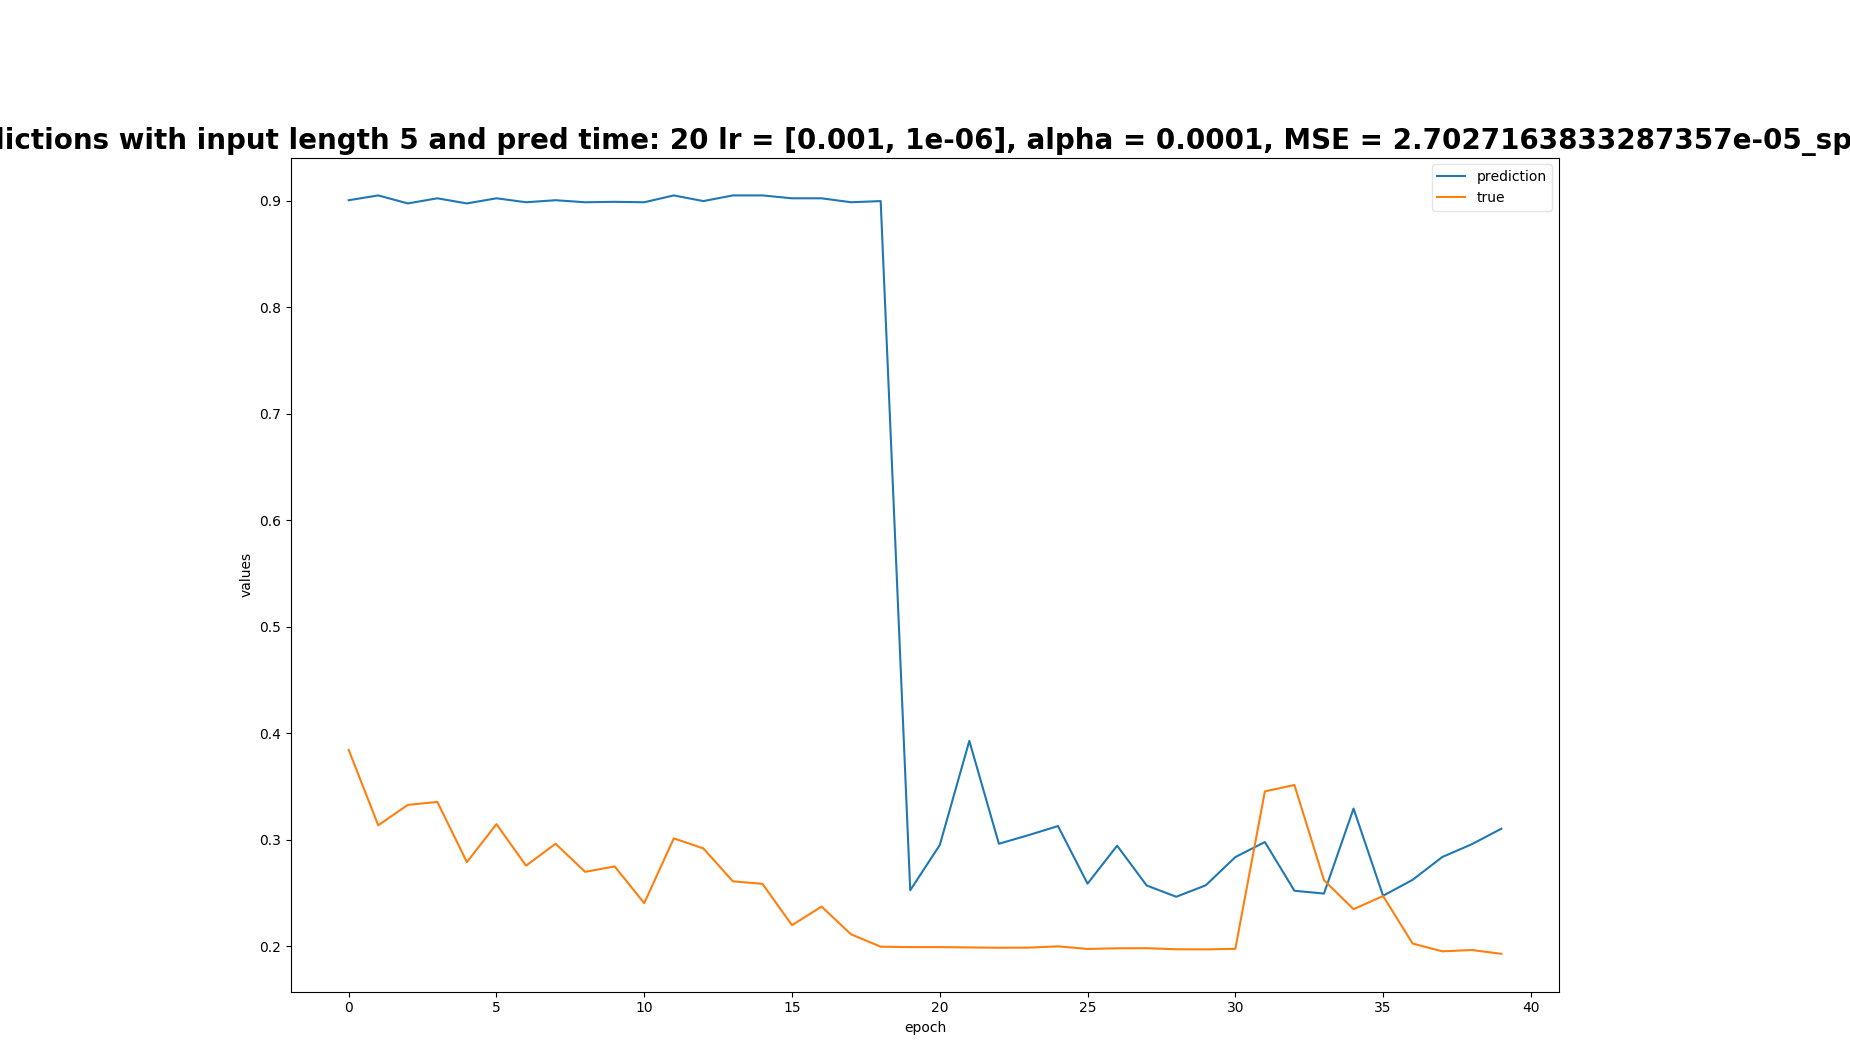 dictions with input length 5 and pred time: 20 lr = [0.001, 1e-06], alpha = 0.0001, MSE = 2.7027163833287357e-05_sp
prediction
true
0.9
0.8
0.7
0.6
0.5
0.4
0.3
0.2
values
0 5 10 15 20 25 30 35 40
epoch